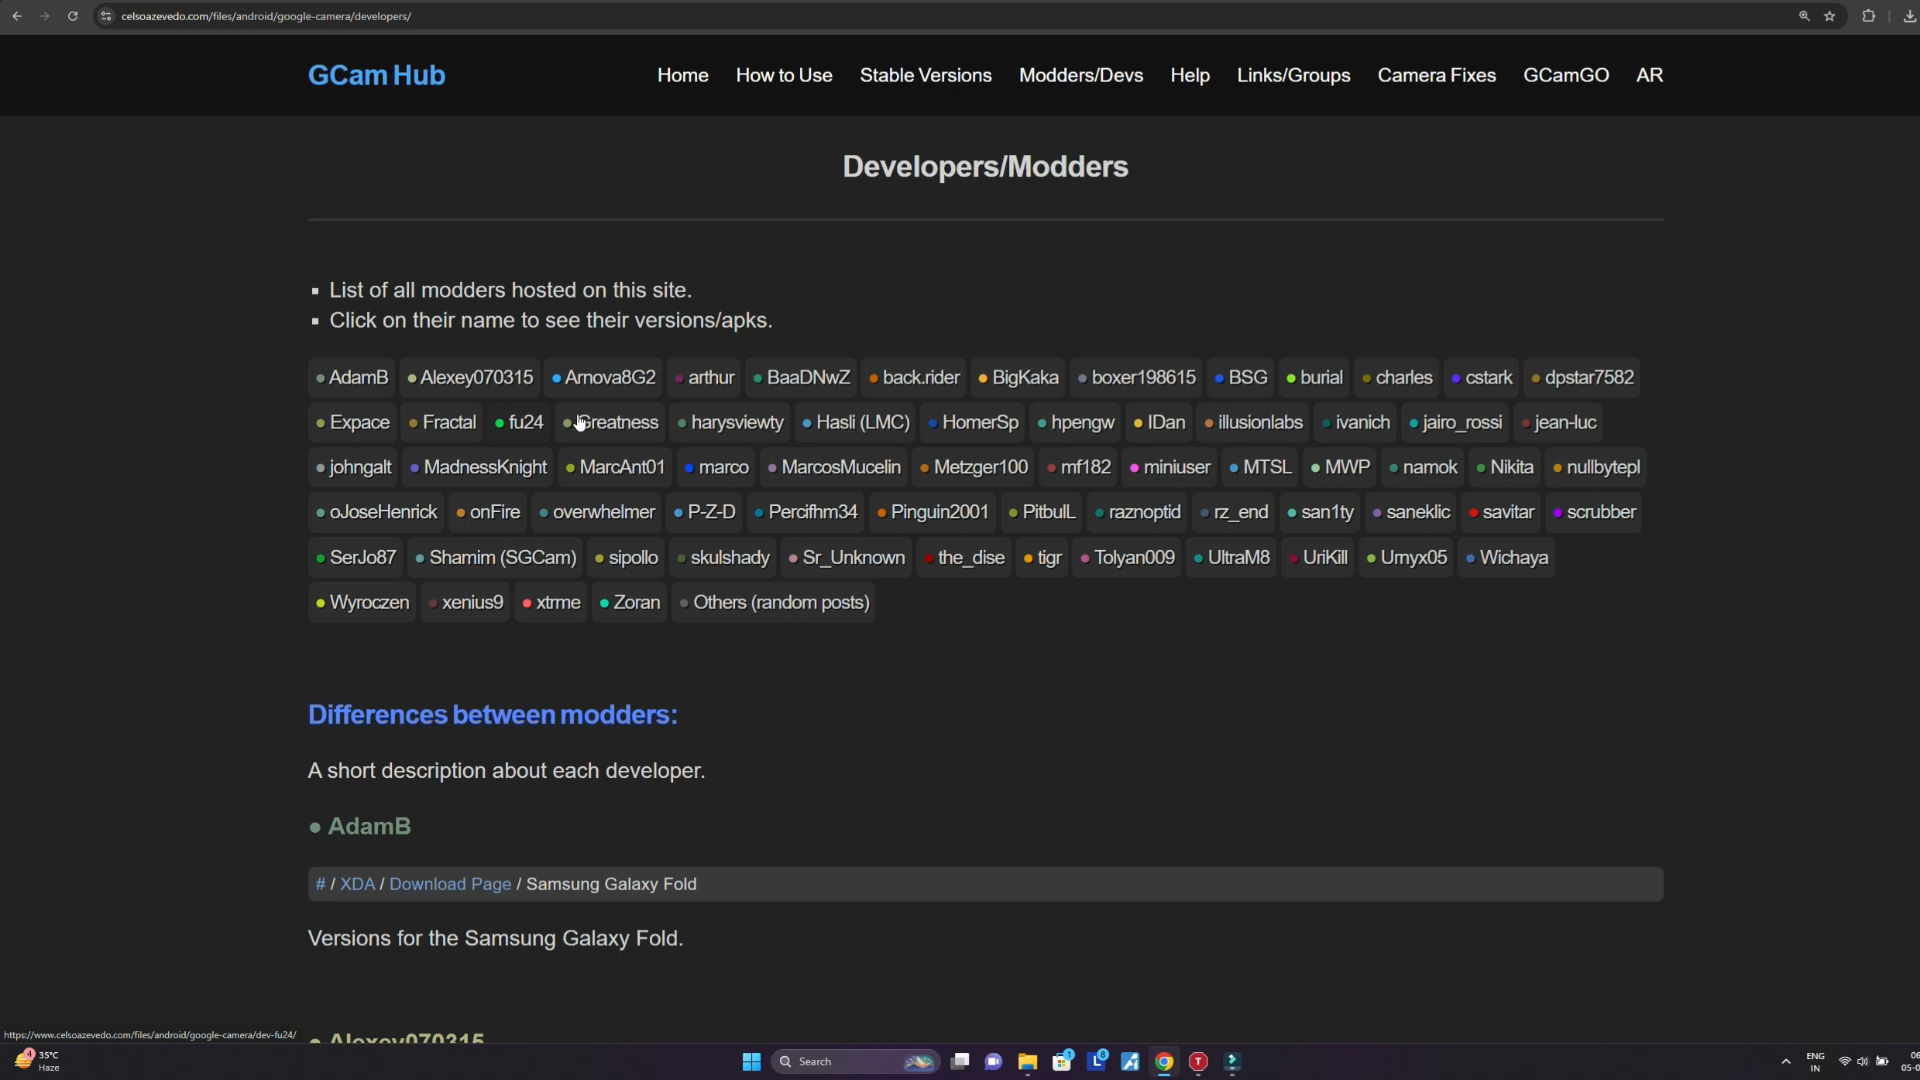 celsoazevedo.com/files/android/google-camera/developers/
GCam Hub
Home How to Use Stable Versions Modders/Devs Help Links/Groups Camera Fixes GCamGO AR
Developers/Modders
List of all modders hosted on this site.
Click on their name to see their versions/apks.
AdamB Alexey070315 Arnova8G2 arthur BaaDNwZ back.rider BigKaka boxer198615 BSG burial charles cstark dpstar7582
Expace Fractal fu24 Greatness harysviewty Hasli (LMC) HomerSp hpengw IDan illusionlabs ivanich jairo_rossi jean-luc
johngalt MadnessKnight MarcAnt01 marco MarcosMucelin Metzger100 mf182 miniuser MTSL MWP namok Nikita nullbytepl
oJoseHenrick onFire overwhelmer P-Z-D Percifhm34 Pinguin2001 PitbulL raznoptid rz_end san1ty saneklic savitar scrubber
SerJo87 Shamim (SGCam) sipollo skulshady Sr_Unknown the_dise tigr Tolyan009 UltraM8 UriKill Urnyx05 Wichaya
Wyroczen xenius9 xtrme Zoran Others (random posts)
Differences between modders:
A short description about each developer.
• AdamB
# / XDA / Download Page / Samsung Galaxy Fold
Versions for the Samsung Galaxy Fold.
• Alexey070315
https://www.celsoazevedo.com/files/android/google-camera/dev-fu24/
4 35°C
Haze
Search
1
8
L
T
ENG
IN
06
05-0